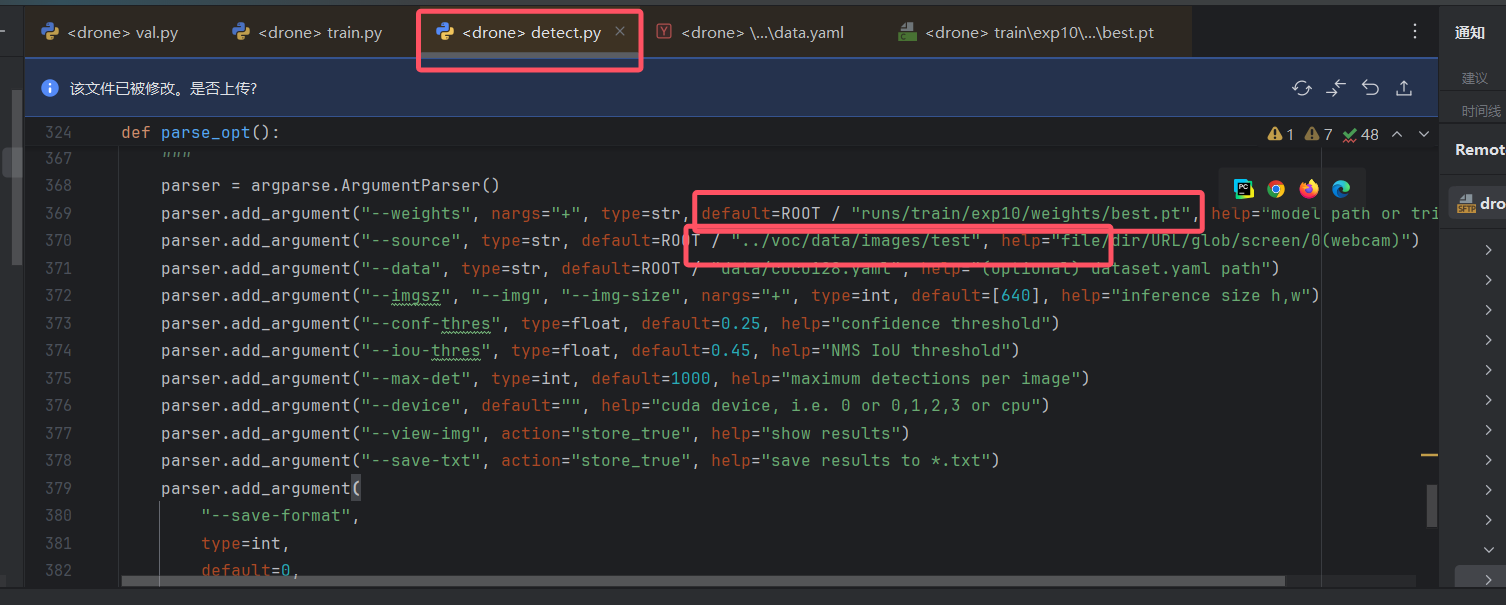 <drone> val.py
<drone> train.py
<drone> detect.py
<drone> \...\data.yaml
<drone> train\exp10\...\best.pt
通知
该文件已被修改。是否上传?
建议
时间线
324 def parse_opt():
1 7 48
Remot
367 """
368 parser = argparse.ArgumentParser()
369 parser.add_argument("--weights", nargs="+", type=str, default=ROOT / "runs/train/exp10/weights/best.pt", help="model path or tri
dro
370 parser.add_argument("--source", type=str, default=ROOT / "../voc/data/images/test", help="file/dir/URL/glob/screen/0(webcam)")
371 parser.add_argument("--data", type=str, default=ROOT / "data/coco128.yaml", help="(optional) dataset.yaml path")
372 parser.add_argument("--imgsz", "--img", "--img-size", nargs="+", type=int, default=[640], help="inference size h,w")
373 parser.add_argument("--conf-thres", type=float, default=0.25, help="confidence threshold")
374 parser.add_argument("--iou-thres", type=float, default=0.45, help="NMS IoU threshold")
375 parser.add_argument("--max-det", type=int, default=1000, help="maximum detections per image")
376 parser.add_argument("--device", default="", help="cuda device, i.e. 0 or 0,1,2,3 or cpu")
377 parser.add_argument("--view-img", action="store_true", help="show results")
378 parser.add_argument("--save-txt", action="store_true", help="save results to *.txt")
379 parser.add_argument(
380 "--save-format",
381 type=int,
382 default=0,